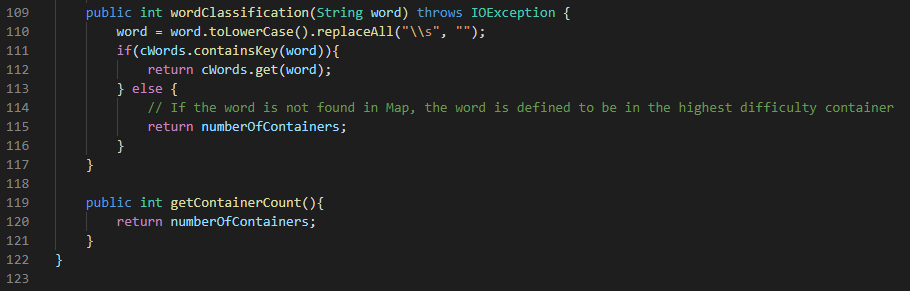 109 public int wordClassification(String word) throws IOException {
110 word = word.toLowerCase().replaceAll("\\s", "");
111 if(cWords.containsKey(word)){
112 return cWords.get(word);
113 } else {
114 // If the word is not found in Map, the word is defined to be in the highest difficulty container
115 return numberOfContainers;
116 }
117 }
118
119 public int getContainerCount(){
120 return numberOfContainers;
121 }
122 }
123